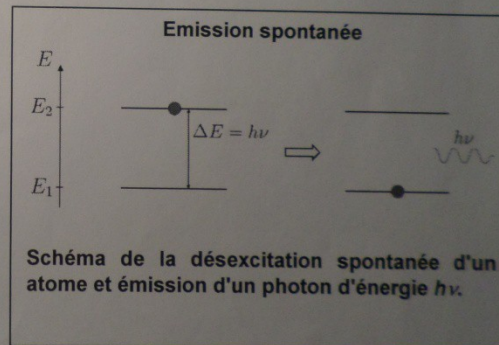 Emission spontanée
E
E₂
ΔE = hν
hν
E₁
Schéma de la désexcitation spontanée d'un
atome et émission d'un photon d'énergie hν.